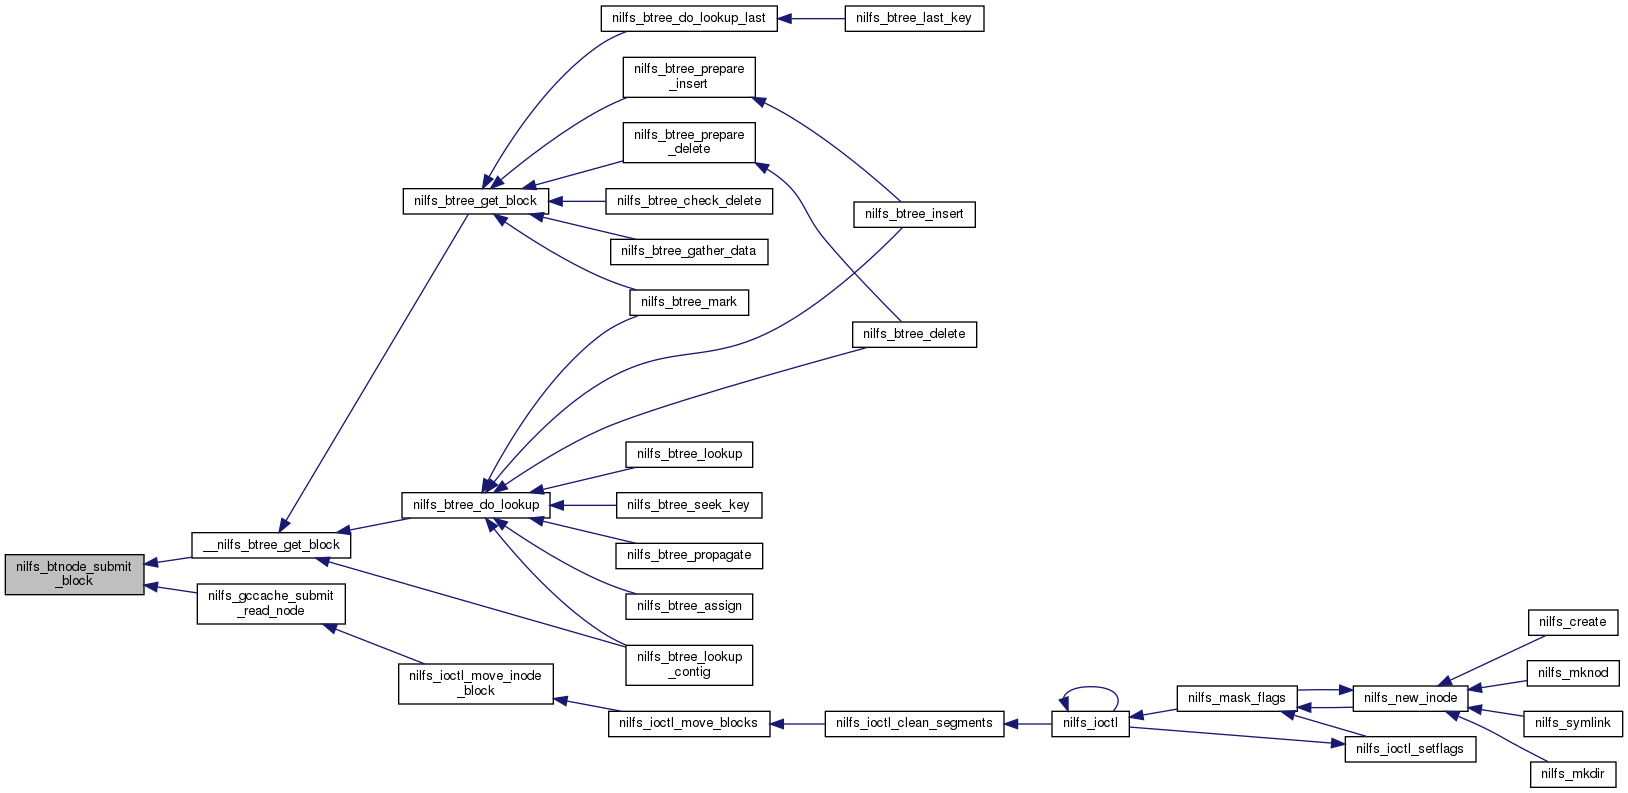 nilfs_btree_do_lookup_last
nilfs_btree_last_key
nilfs_btree_prepare
_insert
nilfs_btree_prepare
_delete
nilfs_btree_get_block
nilfs_btree_check_delete
nilfs_btree_insert
nilfs_btree_gather_data
nilfs_btree_mark
nilfs_btree_delete
nilfs_btree_lookup
nilfs_btree_do_lookup
nilfs_btree_seek_key
__nilfs_btree_get_block
nilfs_btree_propagate
nilfs_btnode_submit
_block
nilfs_gccache_submit
_read_node
nilfs_btree_assign
nilfs_btree_lookup
_contig
nilfs_create
nilfs_ioctl_move_inode
_block
nilfs_mknod
nilfs_mask_flags
nilfs_new_inode
nilfs_ioctl_move_blocks
nilfs_ioctl_clean_segments
nilfs_ioctl
nilfs_symlink
nilfs_ioctl_setflags
nilfs_mkdir